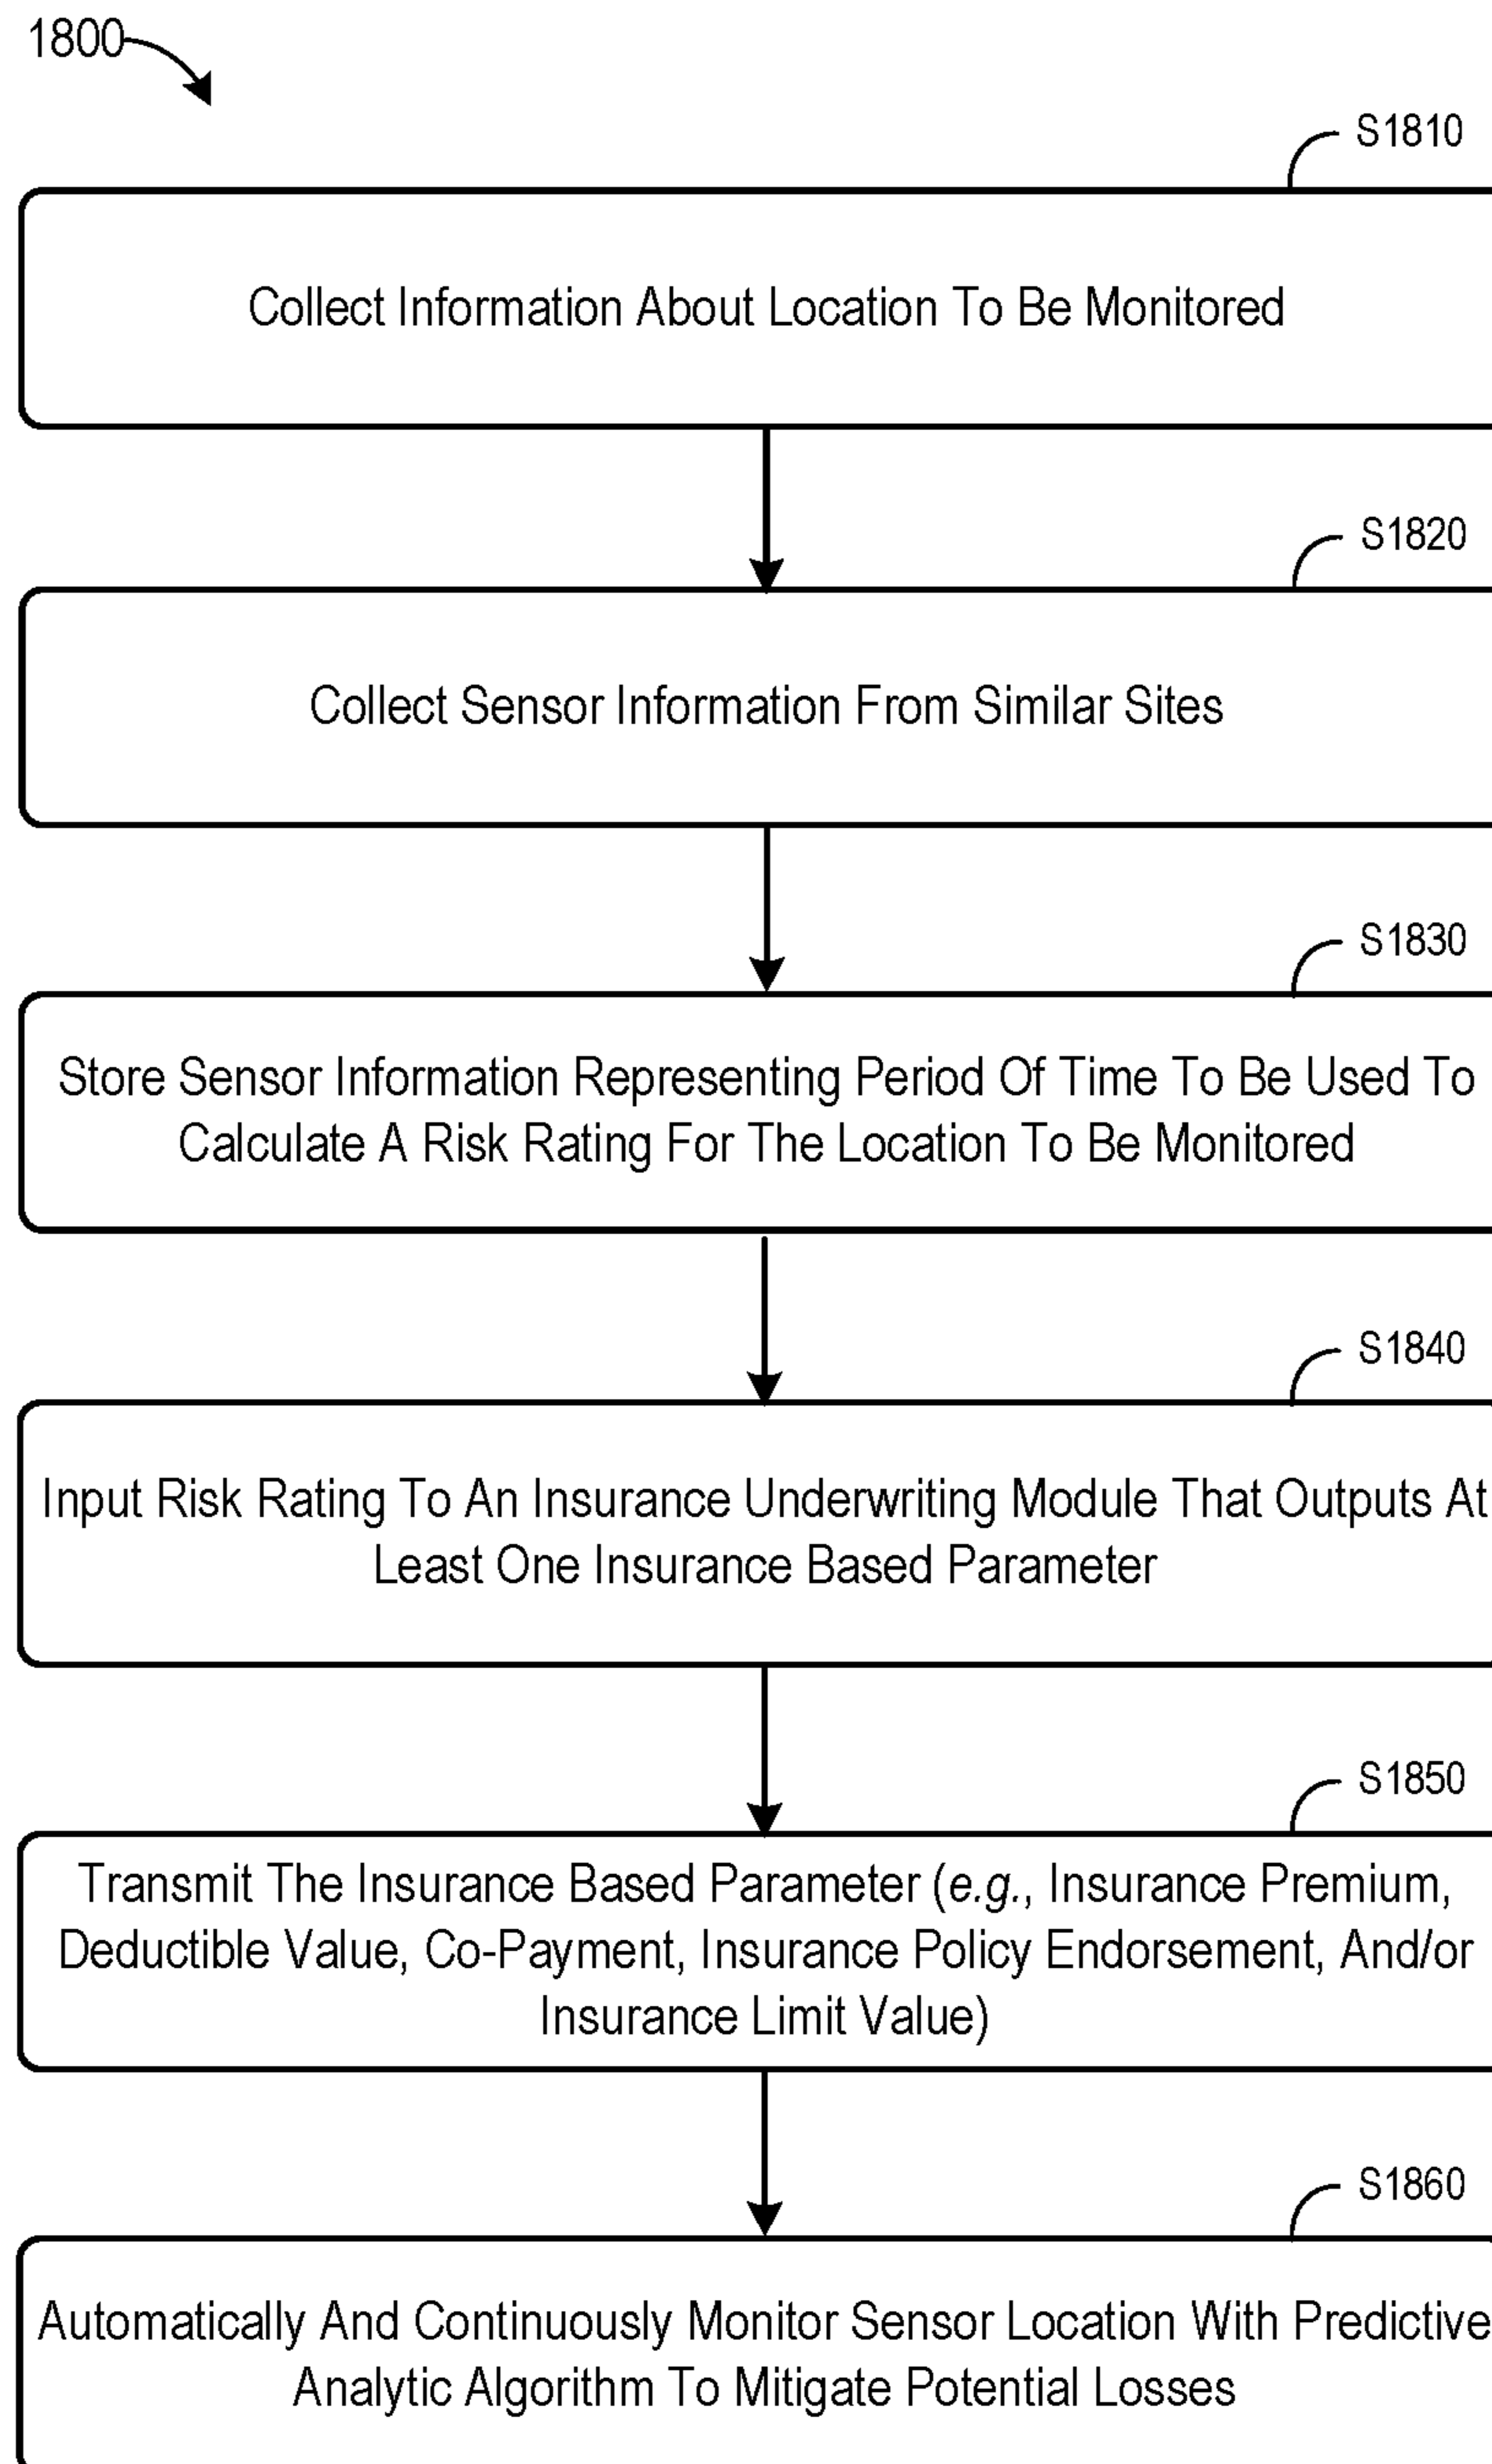 1800
S1810
Collect Information About Location To Be Monitored
S1820
Collect Sensor Information From Similar Sites
S1830
Store Sensor Information Representing Period Of Time To Be Used To
Calculate A Risk Rating For The Location To Be Monitored
S1840
Input Risk Rating To An Insurance Underwriting Module That Outputs At
Least One Insurance Based Parameter
S1850
Transmit The Insurance Based Parameter (e.g., Insurance Premium,
Deductible Value, Co-Payment, Insurance Policy Endorsement, And/or
Insurance Limit Value)
S1860
Automatically And Continuously Monitor Sensor Location With Predictive
Analytic Algorithm To Mitigate Potential Losses